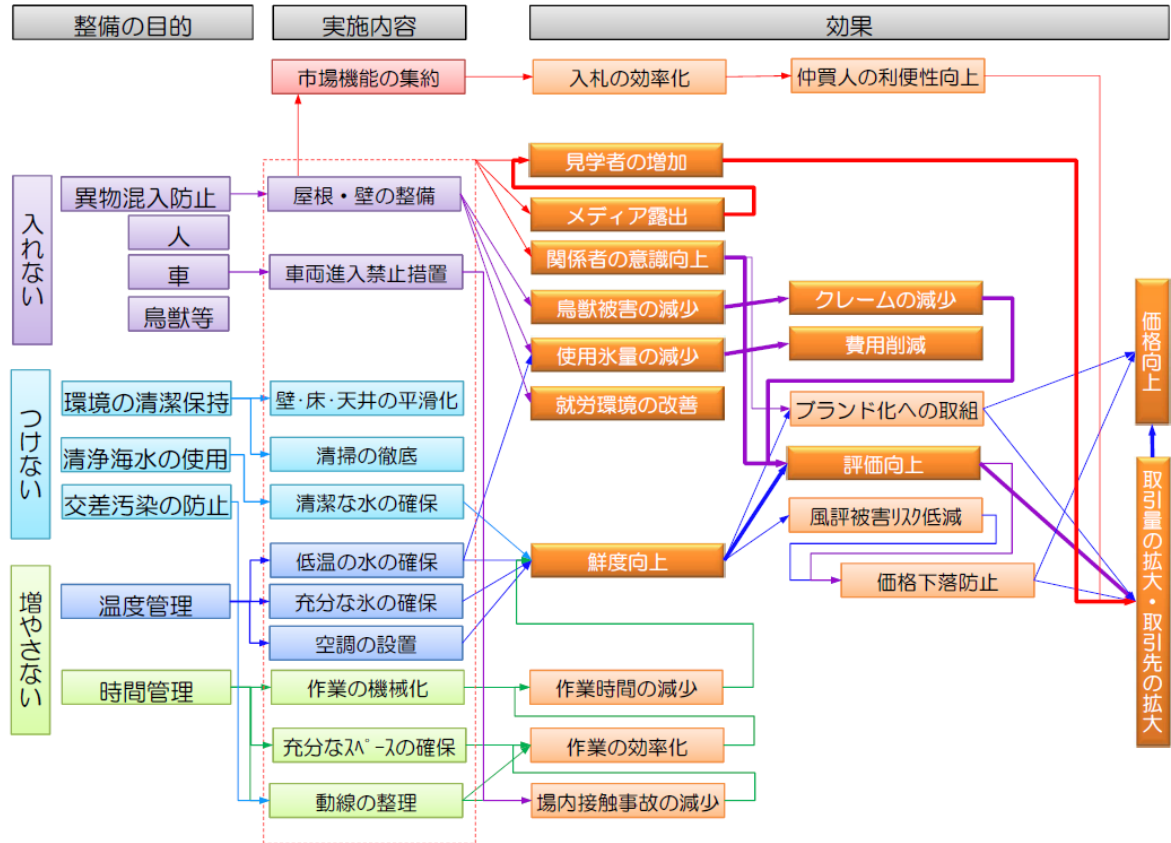 整備の目的
実施内容
効果
市場機能の集約
入札の効率化
仲買人の利便性向上
入れない
異物混入防止
人
車
鳥獣等
屋根・壁の整備
車両進入禁止措置
見学者の増加
メディア露出
関係者の意識向上
鳥獣被害の減少
クレームの減少
使用氷量の減少
費用削減
就労環境の改善
ブランド化への取組
評価向上
風評被害リスク低減
価格下落防止
価格向上
取引量の拡大・取引先の拡大
つけない
環境の清潔保持
清浄海水の使用
交差汚染の防止
壁・床・天井の平滑化
清掃の徹底
清潔な水の確保
鮮度向上
増やさない
温度管理
時間管理
低温の水の確保
充分な氷の確保
空調の設置
作業の機械化
充分なスペースの確保
動線の整理
作業時間の減少
作業の効率化
場内接触事故の減少